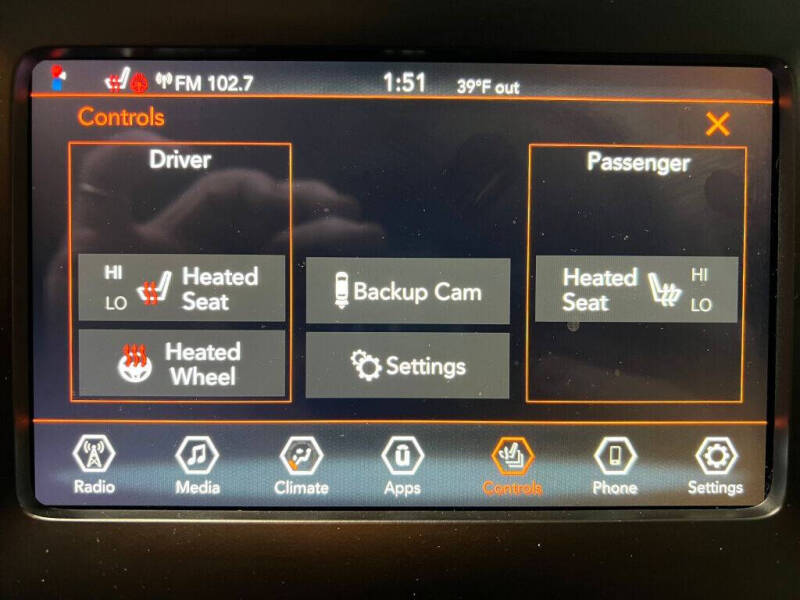 FM 102.7 1:51 39°F out
Controls
Driver
Passenger
HI
LO
Heated
Seat
Backup Cam
Heated
Seat
HI
LO
Heated
Wheel
Settings
Radio
Media
Climate
Apps
Controls
Phone
Settings